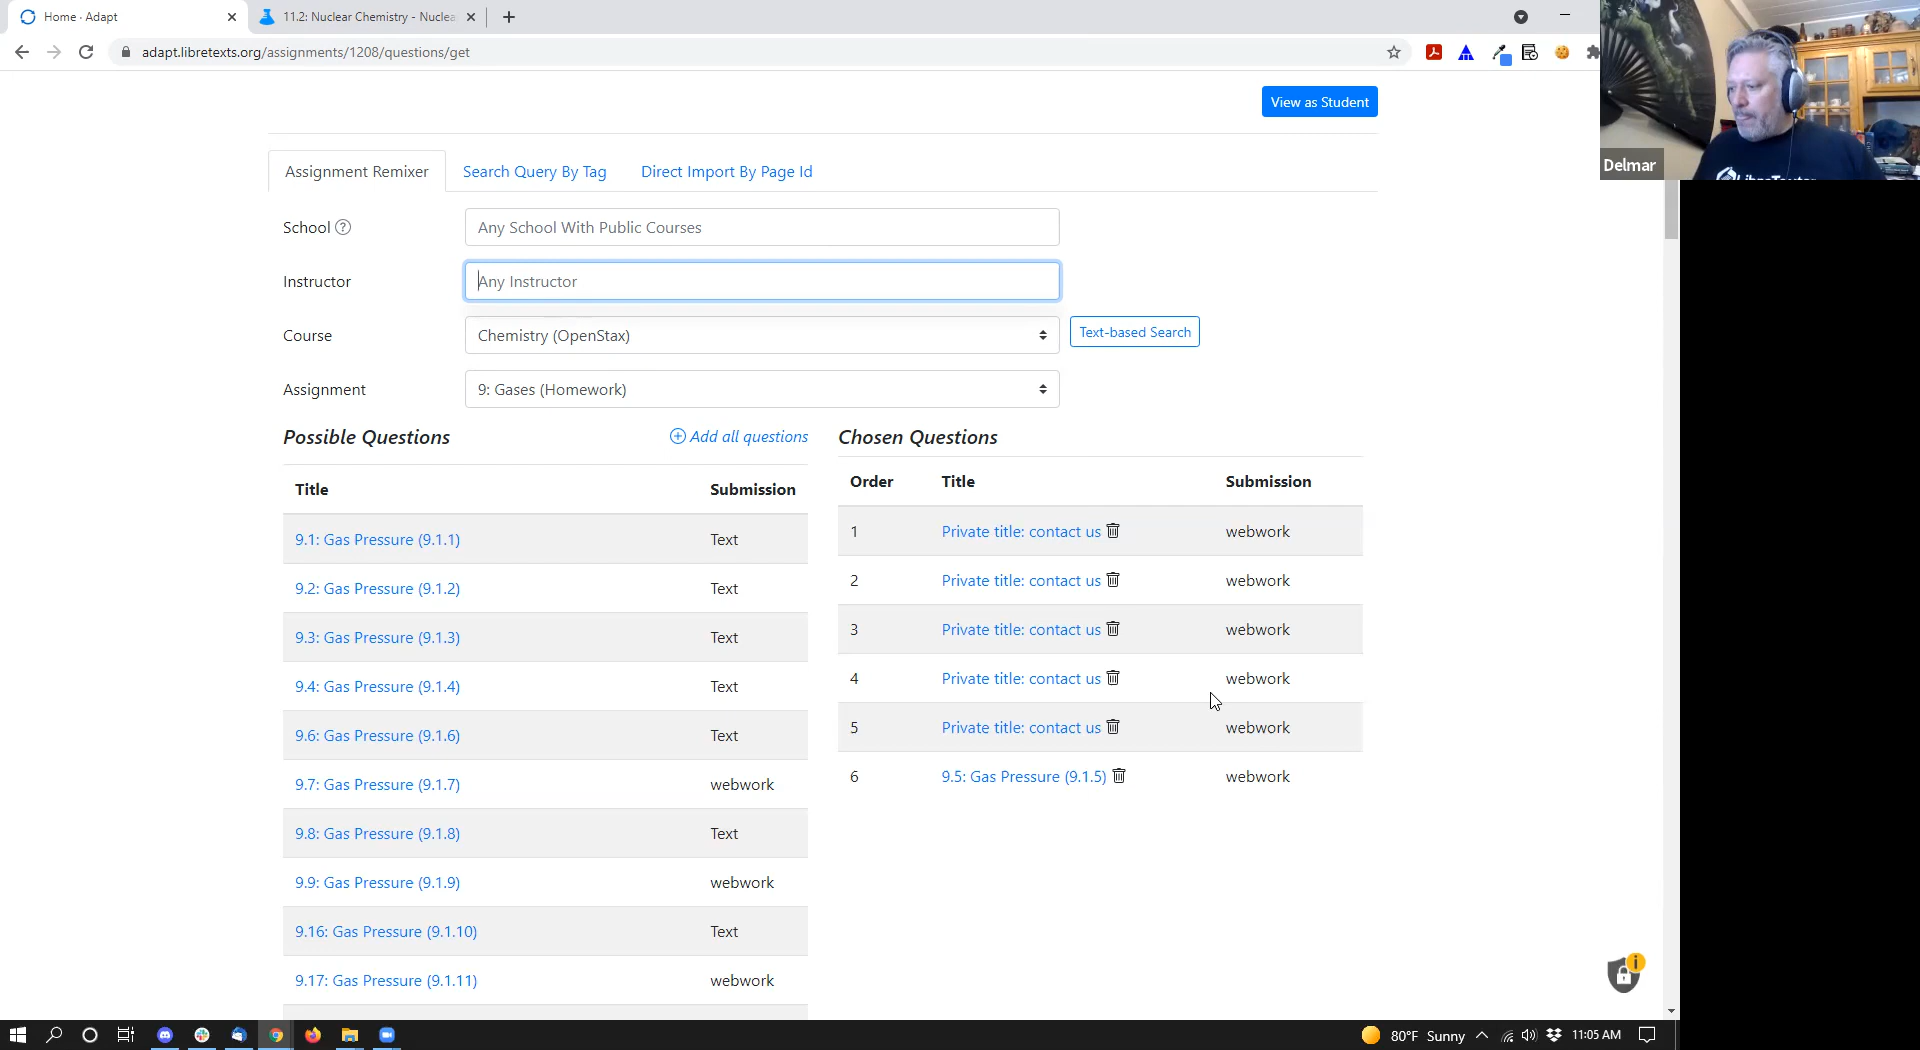 Home · Adapt
11.2: Nuclear Chemistry - Nuclea
adapt.libretexts.org/assignments/1208/questions/get
View as Student
Delmar
Assignment Remixer
Search Query By Tag
Direct Import By Page Id
School
Any School With Public Courses
Instructor
Any Instructor
Course
Chemistry (OpenStax)
Text-based Search
Assignment
9: Gases (Homework)
Possible Questions
Add all questions
Title Submission
9.1: Gas Pressure (9.1.1) Text
9.2: Gas Pressure (9.1.2) Text
9.3: Gas Pressure (9.1.3) Text
9.4: Gas Pressure (9.1.4) Text
9.6: Gas Pressure (9.1.6) Text
9.7: Gas Pressure (9.1.7) webwork
9.8: Gas Pressure (9.1.8) Text
9.9: Gas Pressure (9.1.9) webwork
9.16: Gas Pressure (9.1.10) Text
9.17: Gas Pressure (9.1.11) webwork
Chosen Questions
Order Title Submission
1 Private title: contact us webwork
2 Private title: contact us webwork
3 Private title: contact us webwork
4 Private title: contact us webwork
5 Private title: contact us webwork
6 9.5: Gas Pressure (9.1.5) webwork
80°F Sunny
11:05 AM